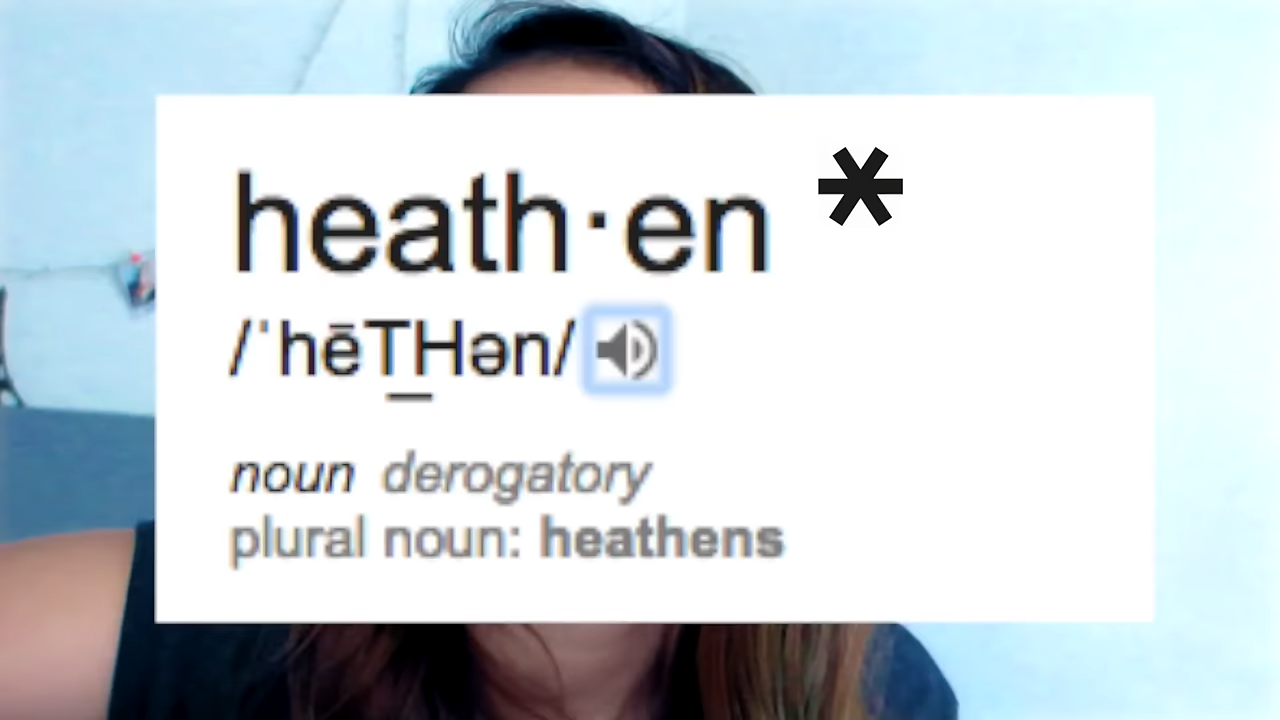 heath·en *
/ˈhēT͟Hən/
noun derogatory
plural noun: heathens